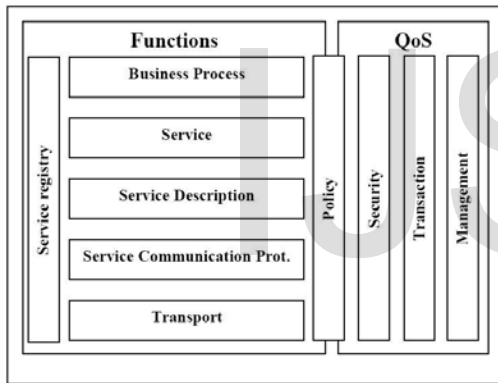 Functions
QoS
Service registry
Business Process
Service
Service Description
Service Communication Prot.
Transport
Policy
Security
Transaction
Management